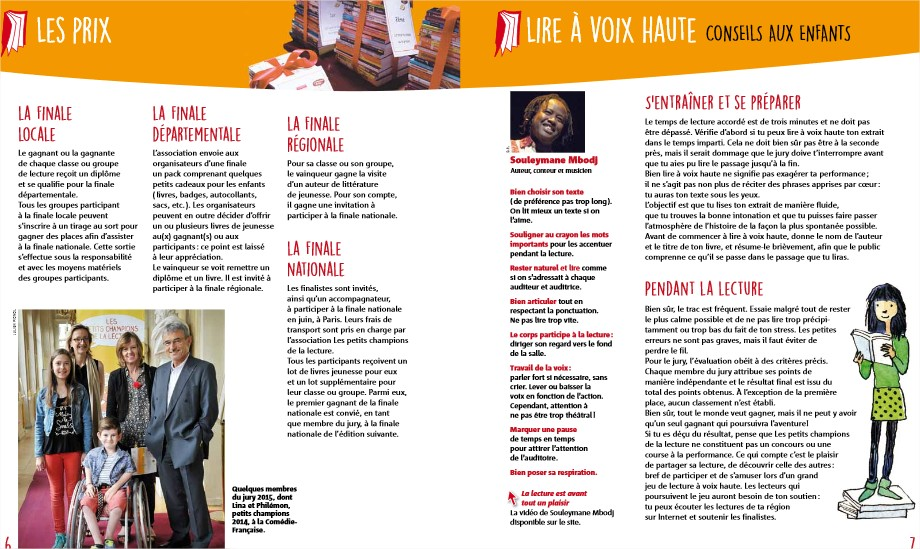 LES PRIX
LA FINALE
LOCALE
Le gagnant ou la gagnante
de chaque classe ou groupe
de lecture reçoit un diplôme
et se qualifie pour la finale
départementale.
Tous les groupes participant
à la finale locale peuvent
s'inscrire à un tirage au sort pour
gagner des places afin d'assister
à la finale nationale. Cette sortie
s'effectue sous la responsabilité
et avec les moyens matériels
des groupes participants.
LA FINALE
DÉPARTEMENTALE
L'association envoie aux
organisateurs d'une finale
un pack comprenant quelques
petits cadeaux pour les enfants
(livres, badges, autocollants,
sacs, etc.). Les organisateurs
peuvent en outre décider d'offrir
un ou plusieurs livres de jeunesse
au(x) gagnant(s) ou aux
participants : ce point est laissé
à leur appréciation.
Le vainqueur se voit remettre un
diplôme et un livre. Il est invité à
participer à la finale régionale.
LA FINALE
RÉGIONALE
Pour sa classe ou son groupe,
le vainqueur gagne la visite
d'un auteur de littérature
de jeunesse. Pour son compte,
il gagne une invitation à
participer à la finale nationale.
LA FINALE
NATIONALE
Les finalistes sont invités,
ainsi qu'un accompagnateur,
à participer à la finale nationale
en juin, à Paris. Leurs frais de
transport sont pris en charge par
l'association Les petits champions
de la lecture.
Tous les participants reçoivent un
lot de livres jeunesse pour eux
et un lot supplémentaire pour
leur classe ou groupe. Parmi eux,
le premier gagnant de la finale
nationale est convié, en tant
que membre du jury, à la finale
nationale de l'édition suivante.
LES
PETITS CHAMPIONS
DE LA LECTURE
Quelques membres
du jury 2015, dont
Lina et Philémon,
petits champions
2014, à la Comédie-
Française.
6
LIRE À VOIX HAUTE CONSEILS AUX ENFANTS
Souleymane Mbodj
Auteur, conteur et musicien
Bien choisir son texte
(de préférence pas trop long).
On lit mieux un texte si on
l'aime.
Souligner au crayon les mots
importants pour les accentuer
pendant la lecture.
Rester naturel et lire comme
si on s'adressait à chaque
auditeur et auditrice.
Bien articuler tout en
respectant la ponctuation.
Ne pas lire trop vite.
Le corps participe à la lecture :
diriger son regard vers le fond
de la salle.
Travail de la voix :
parler fort si nécessaire, sans
crier. Lever ou baisser la
voix en fonction de l'action.
Cependant, attention à
ne pas être trop théâtral !
Marquer une pause
de temps en temps
pour attirer l'attention
de l'auditoire.
Bien poser sa respiration.
La lecture est avant
tout un plaisir
La vidéo de Souleymane Mbodj
disponible sur le site.
S'ENTRAÎNER ET SE PRÉPARER
Le temps de lecture accordé est de trois minutes et ne doit pas
être dépassé. Vérifie d'abord si tu peux lire à voix haute ton extrait
dans le temps imparti. Cela ne doit bien sûr pas être à la seconde
près, mais il serait dommage que le jury doive t'interrompre avant
que tu aies pu lire le passage jusqu'à la fin.
Bien lire à voix haute ne signifie pas exagérer ta performance ;
il ne s'agit pas non plus de réciter des phrases apprises par cœur :
tu auras ton texte sous les yeux.
L'objectif est que tu lises ton extrait de manière fluide,
que tu trouves la bonne intonation et que tu puisses faire passer
l'atmosphère de l'histoire de la façon la plus spontanée possible.
Avant de commencer à lire à voix haute, donne le nom de l'auteur
et le titre de ton livre, et résume-le brièvement, afin que le public
comprenne ce qu'il se passe dans le passage que tu liras.
PENDANT LA LECTURE
Bien sûr, le trac est fréquent. Essaie malgré tout de rester
le plus calme possible et de ne pas lire trop précipi-
tamment ou trop bas du fait de ton stress. Les petites
erreurs ne sont pas graves, mais il faut éviter de
perdre le fil.
Pour le jury, l'évaluation obéit à des critères précis.
Chaque membre du jury attribue ses points de
manière indépendante et le résultat final est issu du
total des points obtenus. À l'exception de la première
place, aucun classement n'est établi.
Bien sûr, tout le monde veut gagner, mais il ne peut y avoir
qu'un seul gagnant qui poursuivra l'aventure!
Si tu es déçu du résultat, pense que Les petits champions
de la lecture ne constituent pas un concours ou une
course à la performance. Ce qui compte c'est le plaisir
de partager sa lecture, de découvrir celle des autres :
bref de participer et de s'amuser lors d'un grand
jeu de lecture à voix haute. Les lecteurs qui
poursuivent le jeu auront besoin de ton soutien :
tu peux écouter les lectures de ta région
sur Internet et soutenir les finalistes.
7